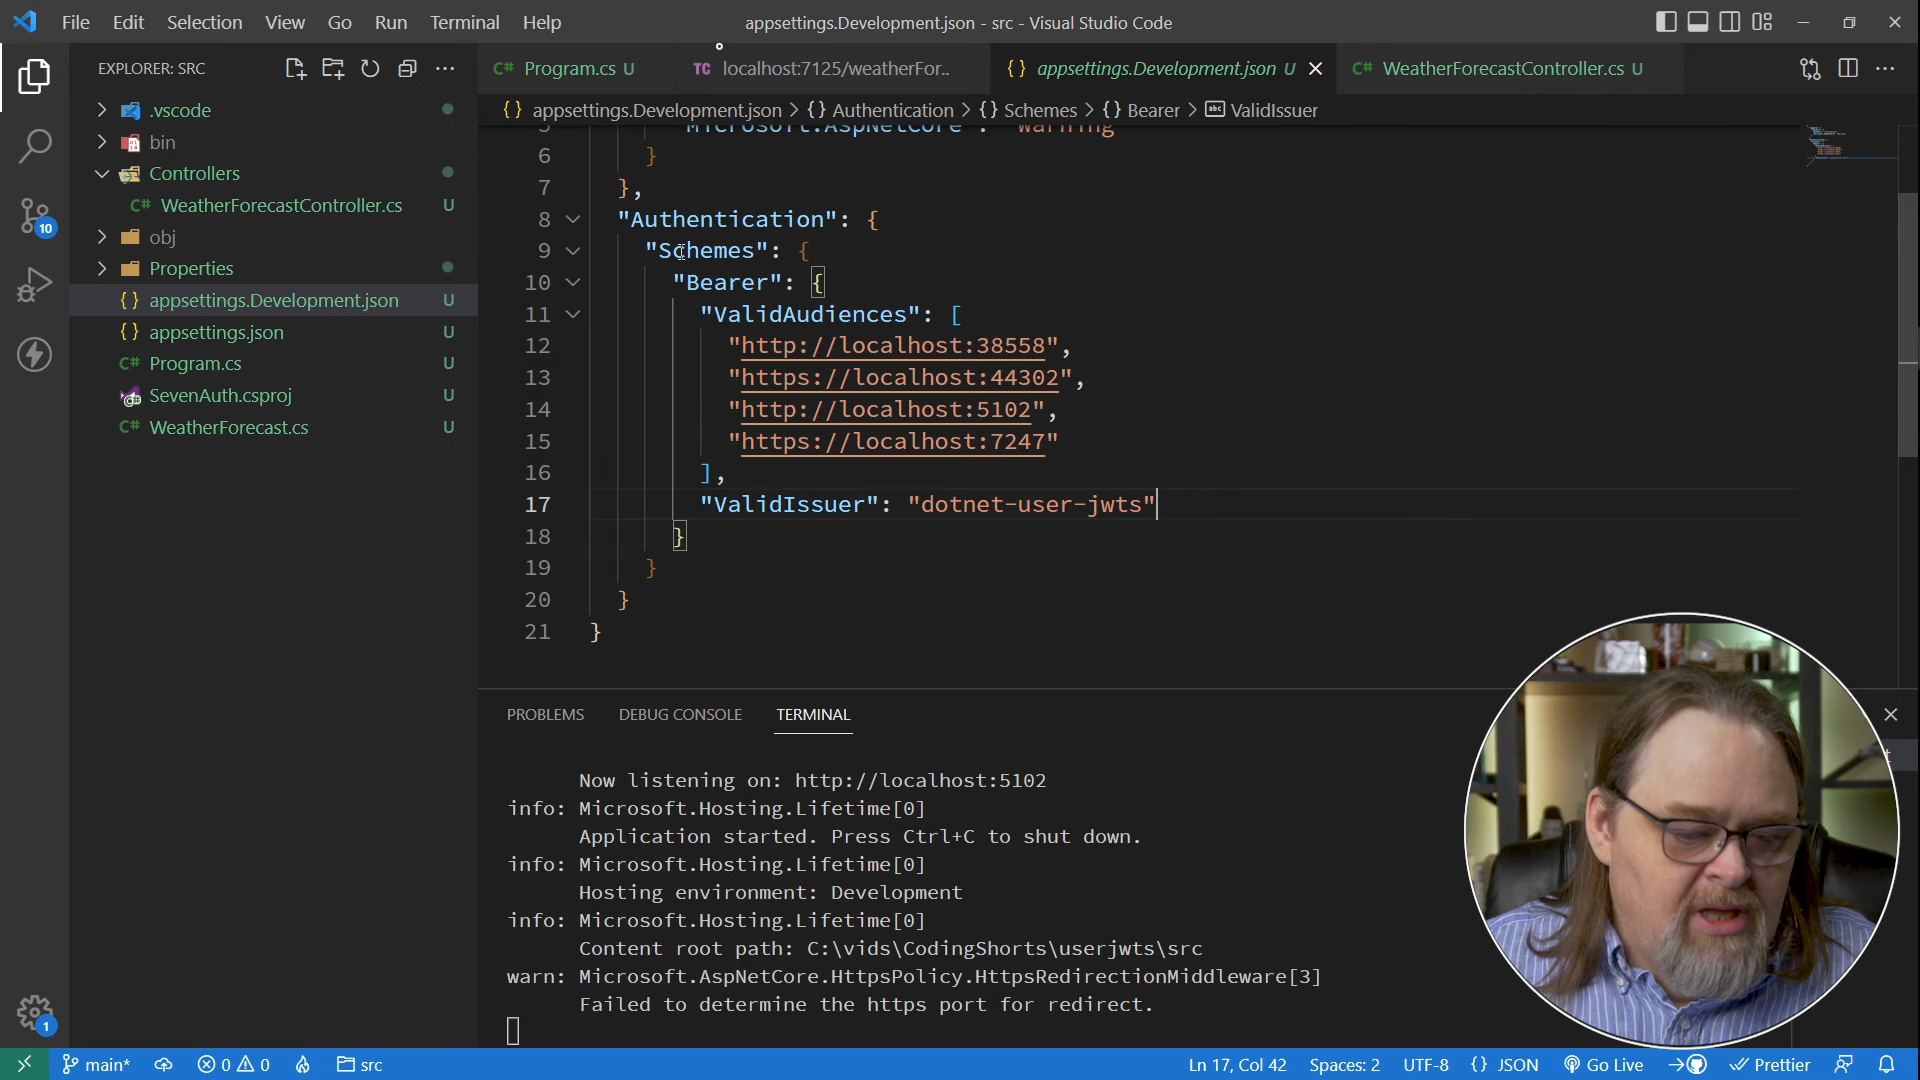 File Edit Selection View Go Run Terminal Help
appsettings.Development.json - src - Visual Studio Code
EXPLORER: SRC
.vscode
bin
Controllers
C# WeatherForecastController.cs U
obj
Properties
{} appsettings.Development.json U
{} appsettings.json U
C# Program.cs U
SevenAuth.csproj U
C# WeatherForecast.cs U
10
1
C# Program.cs U
TC localhost:7125/weatherFor..
{} appsettings.Development.json U
C# WeatherForecastController.cs U
{} appsettings.Development.json > {} Authentication > {} Schemes > {} Bearer > abc ValidIssuer
5 "Microsoft.AspNetCore": "Warning"
6 }
7 },
8 "Authentication": {
9 "Schemes": {
10 "Bearer": {
11 "ValidAudiences": [
12 "http://localhost:38558",
13 "https://localhost:44302",
14 "http://localhost:5102",
15 "https://localhost:7247"
16 ],
17 "ValidIssuer": "dotnet-user-jwts"
18 }
19 }
20 }
21 }
PROBLEMS DEBUG CONSOLE TERMINAL
Now listening on: http://localhost:5102
info: Microsoft.Hosting.Lifetime[0]
Application started. Press Ctrl+C to shut down.
info: Microsoft.Hosting.Lifetime[0]
Hosting environment: Development
info: Microsoft.Hosting.Lifetime[0]
Content root path: C:\vids\CodingShorts\userjwts\src
warn: Microsoft.AspNetCore.HttpsPolicy.HttpsRedirectionMiddleware[3]
Failed to determine the https port for redirect.
main* 0 0 src
Ln 17, Col 42 Spaces: 2 UTF-8 {} JSON Go Live Prettier